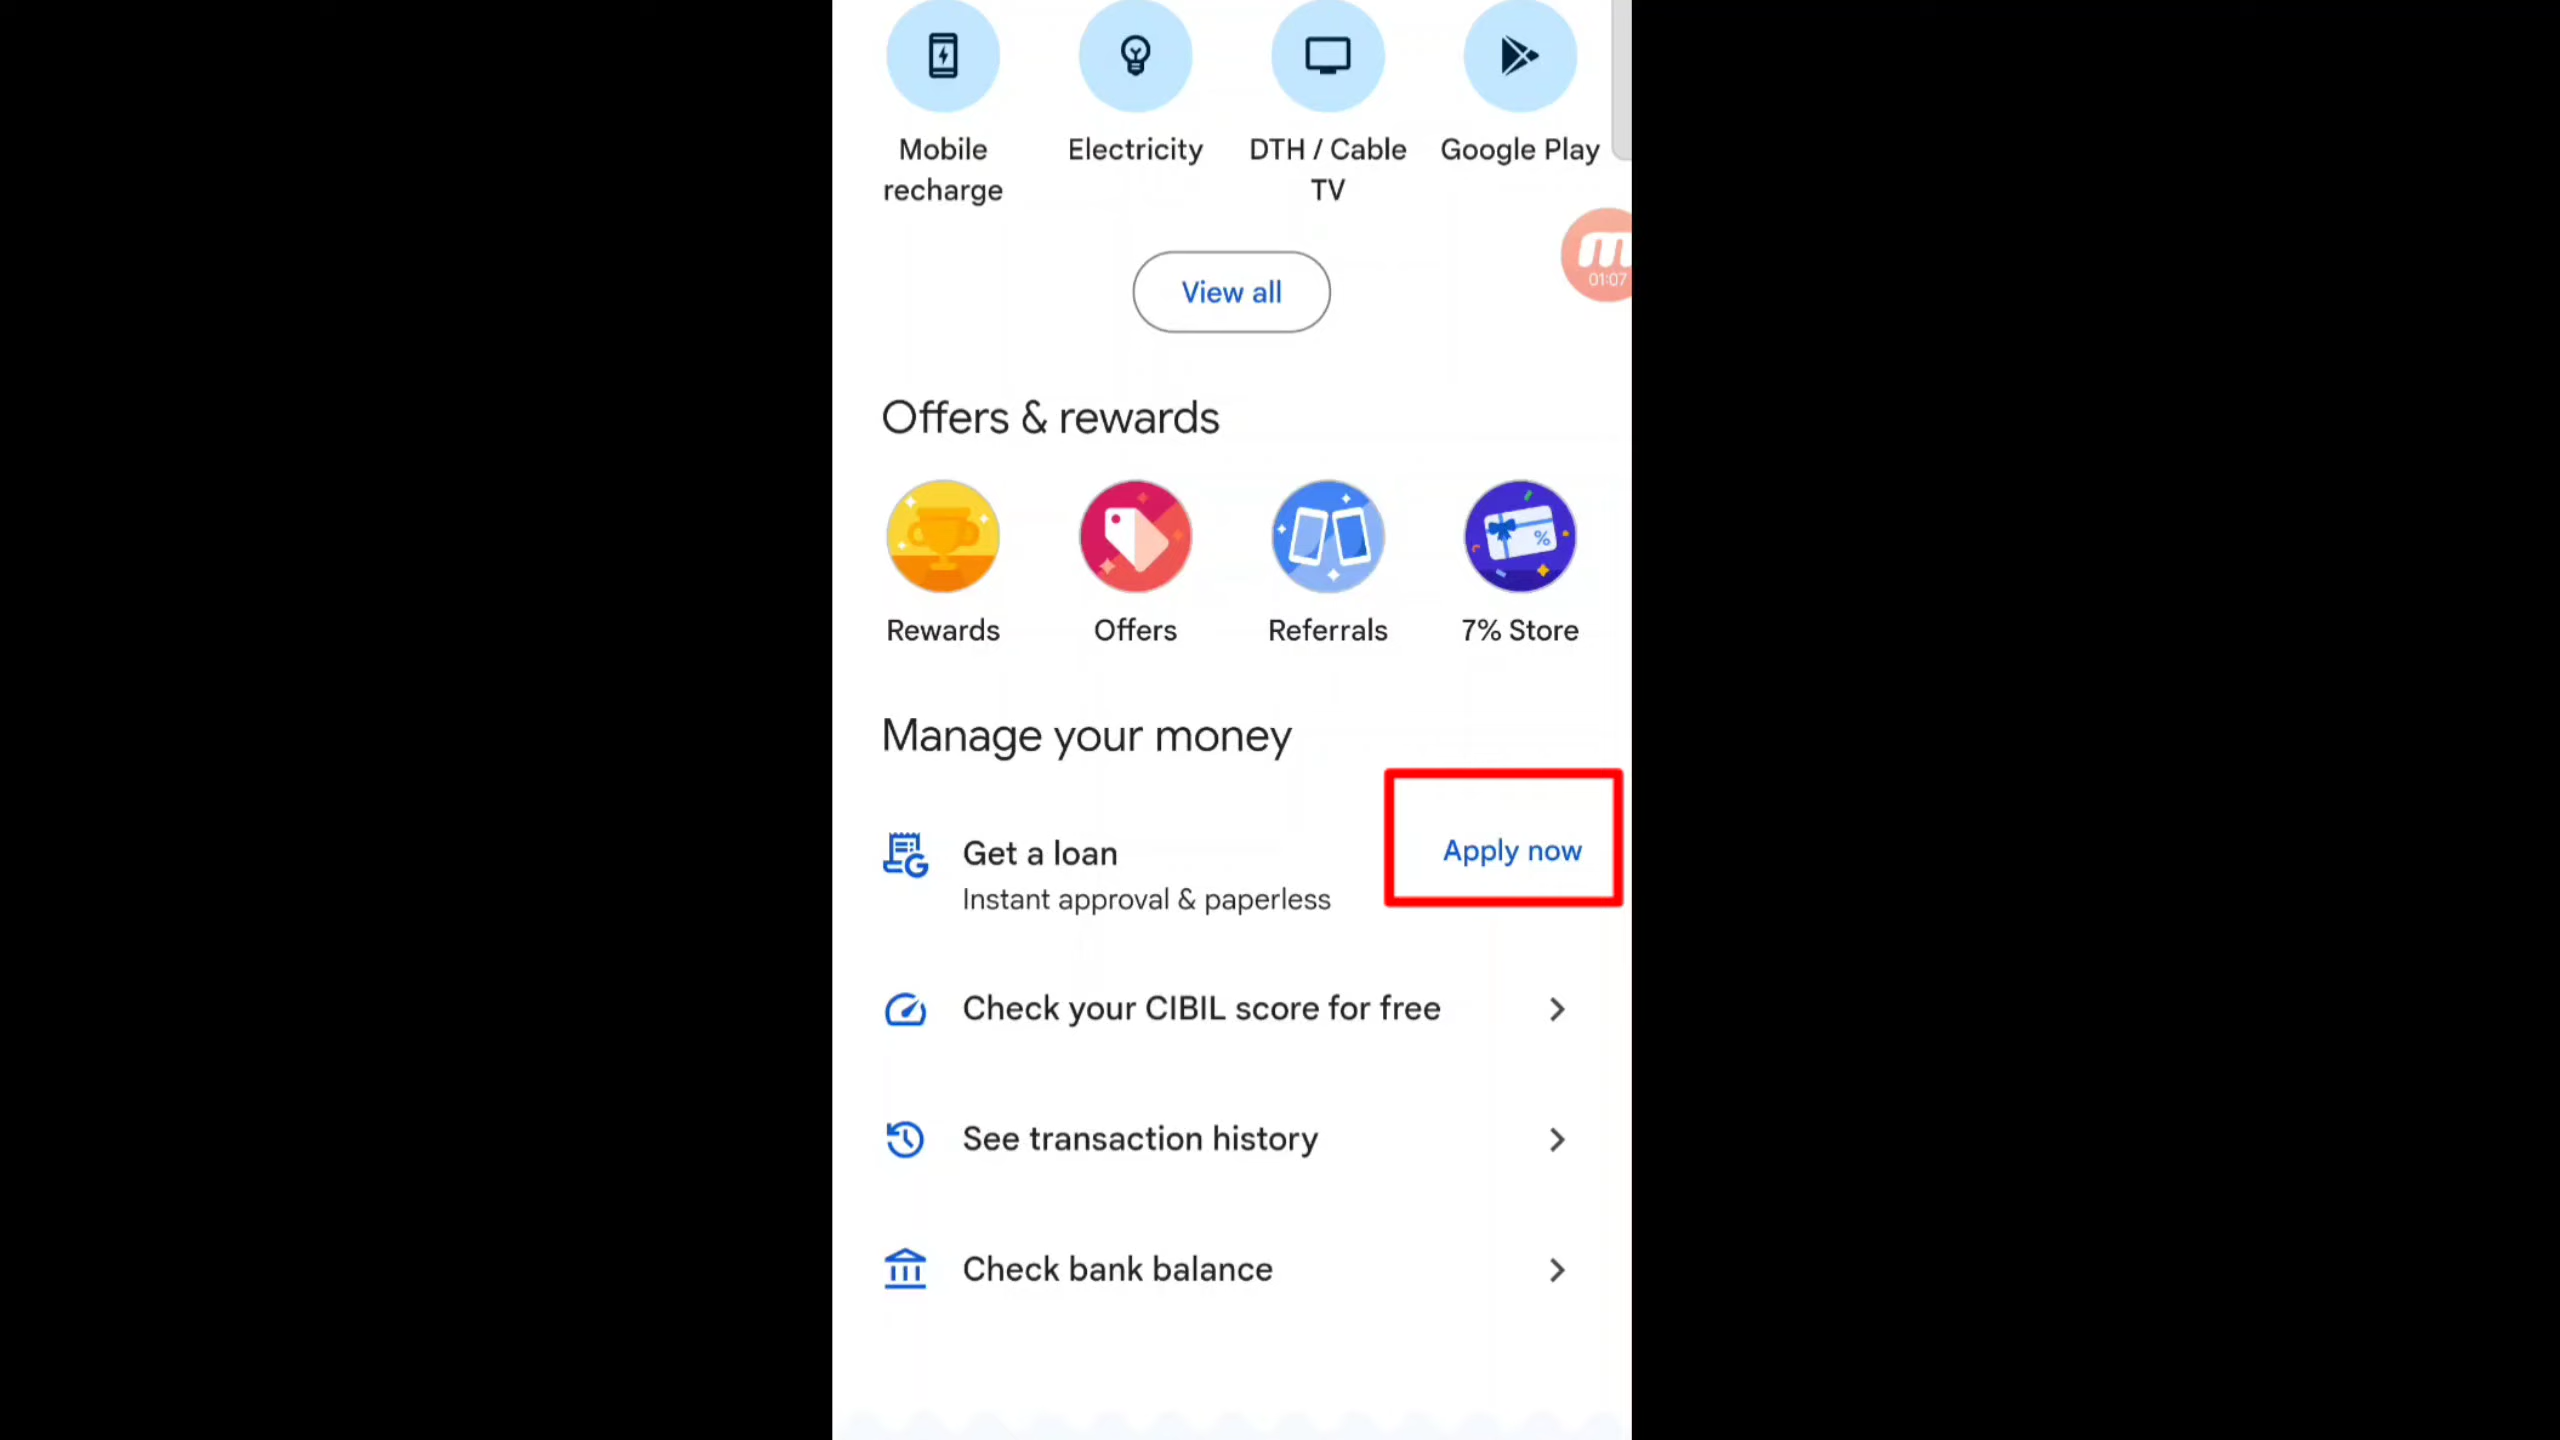 Mobile
recharge
Electricity
DTH / Cable
TV
Google Play
01:07
View all
Offers & rewards
%
Rewards
Offers
Referrals
7% Store
Manage your money
Get a loan
Apply now
Instant approval & paperless
Check your CIBIL score for free
See transaction history
Check bank balance